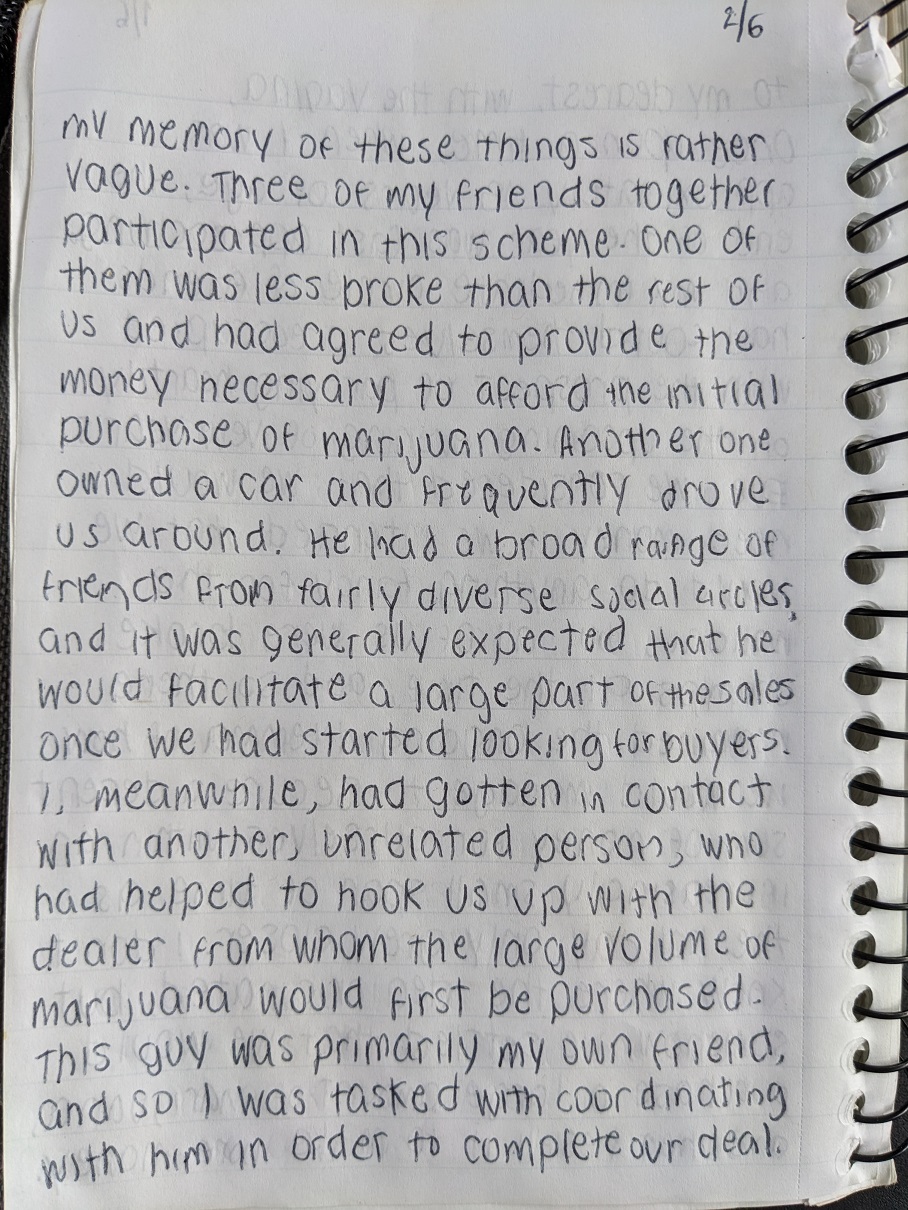 2/6
my memory of these things is rather
vague. Three of my friends together
participated in this scheme. One of
them was less broke than the rest of
us and had agreed to provide the
money necessary to afford the initial
purchase of marijuana. Another one
owned a car and frequently drove
us around. He had a broad range of
friends from fairly diverse social circles,
and it was generally expected that he
would facilitate a large part of the sales
once we had started looking for buyers.
I, meanwhile, had gotten in contact
with another, unrelated person, who
had helped to hook us up with the
dealer from whom the large volume of
marijuana would first be purchased.
This guy was primarily my own friend,
and so I was tasked with coordinating
with him in order to complete our deal.